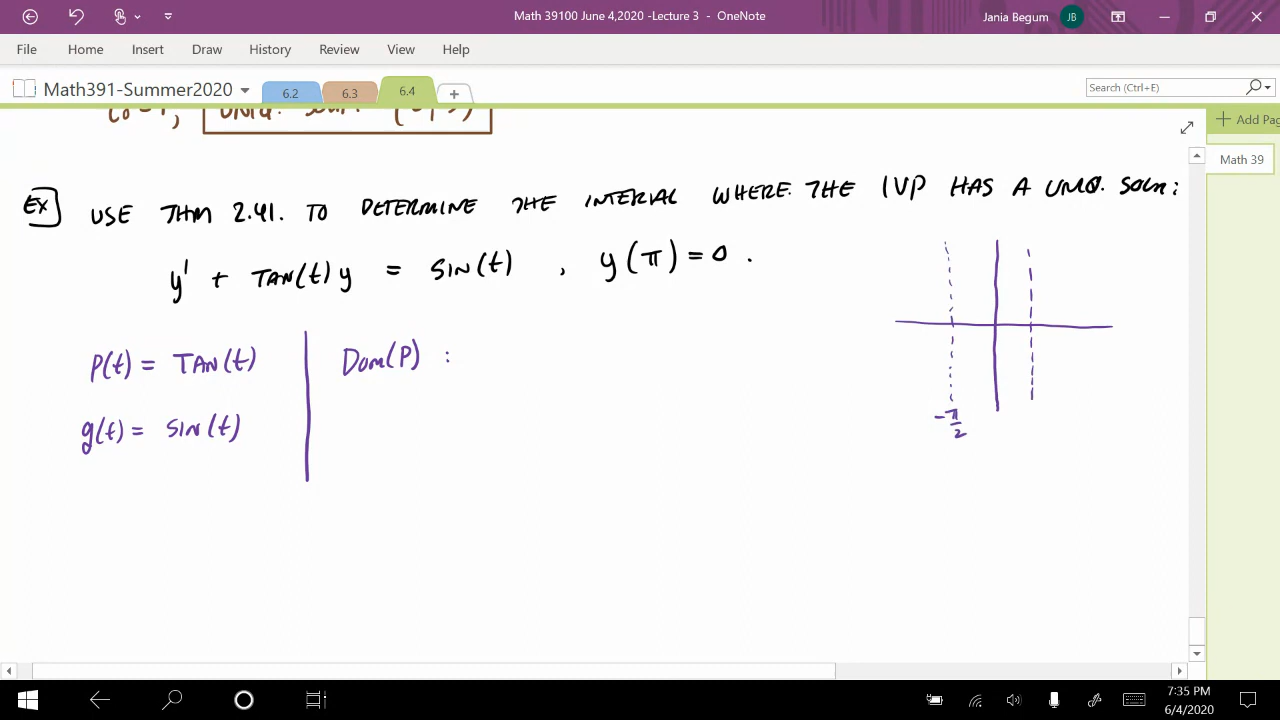 Math 39100 June 4,2020 -Lecture 3 - OneNote
Jania Begum JB
File Home Insert Draw History Review View Help
Math391-Summer2020 6.2 6.3 6.4
Search (Ctrl+E)
Add Pag
Math 39
EX USE THM 2.41. TO DETERMINE THE INTERVAL WHERE THE IVP HAS A UNIQ. SOLN:
y' + TAN(t) y = SIN(t) , y(π) = 0 .
P(t) = TAN(t) Dom(P) :
g(t) = SIN(t)
-π/2
7:35 PM
6/4/2020